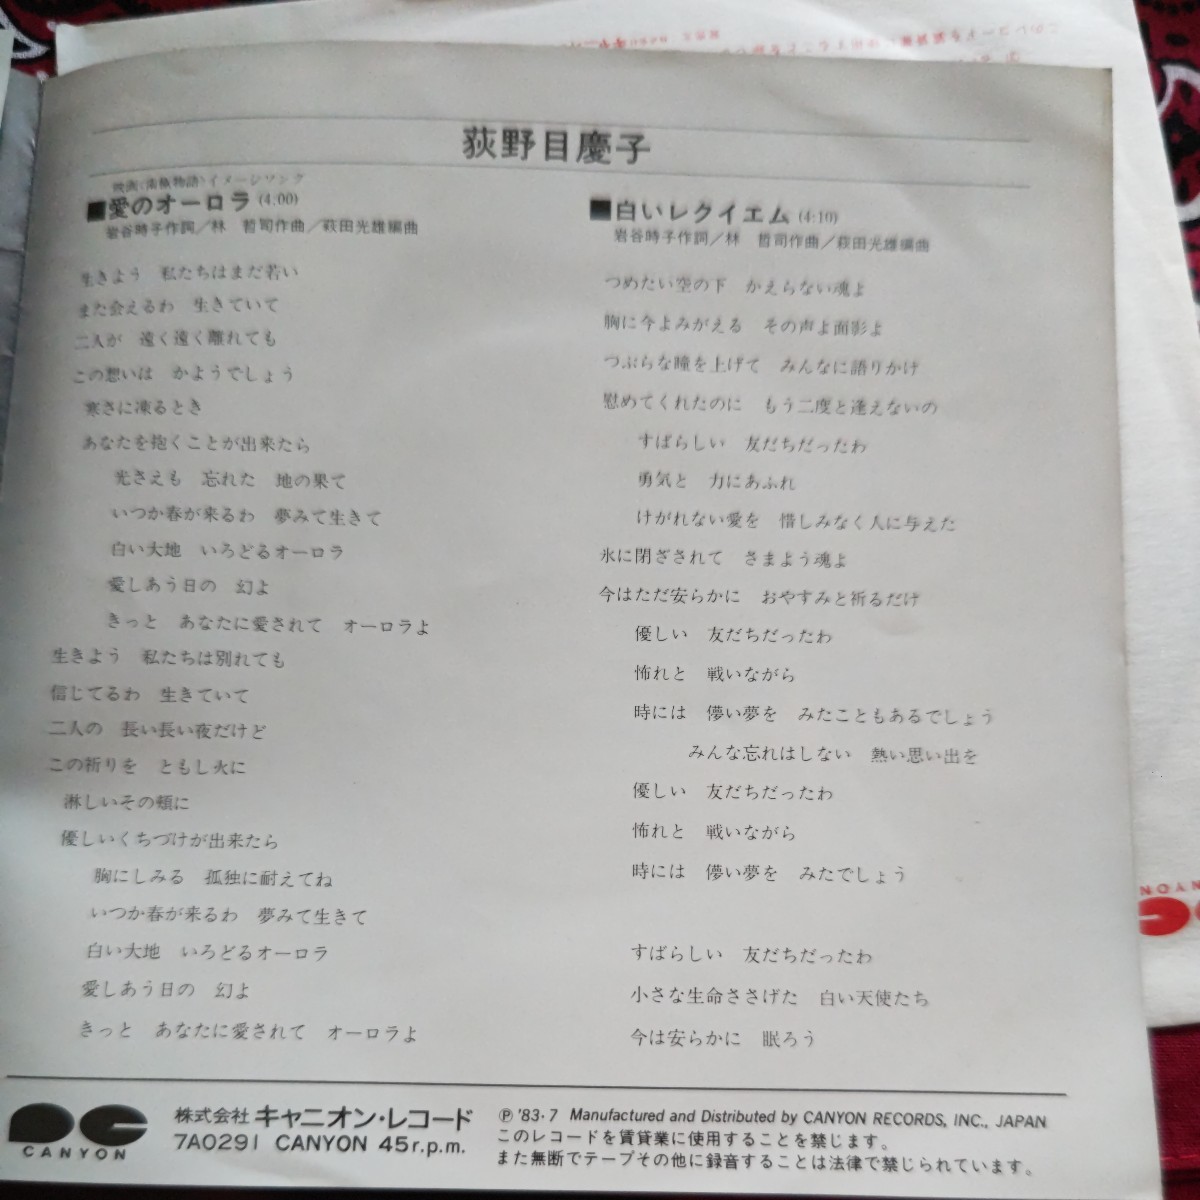 荻野目慶子
映画〈南極物語〉イメージソング
■愛のオーロラ (4:00)
岩谷時子作詞／林 哲司作曲／萩田光雄編曲
生きよう 私たちはまだ若い
また会えるわ 生きていて
二人が 遠く遠く離れても
この想いは かようでしょう
寒さに凍るとき
あなたを抱くことが出来たら
光さえも 忘れた 地の果て
いつか春が来るわ 夢みて生きて
白い大地 いろどるオーロラ
愛しあう日の 幻よ
きっと あなたに愛されて オーロラよ
生きよう 私たちは別れても
信じてるわ 生きていて
二人の 長い長い夜だけど
この祈りを ともし火に
淋しいその頬に
優しいくちづけが出来たら
胸にしみる 孤独に耐えてね
いつか春が来るわ 夢みて生きて
白い大地 いろどるオーロラ
愛しあう日の 幻よ
きっと あなたに愛されて オーロラよ
■白いレクイエム (4:10)
岩谷時子作詞／林 哲司作曲／萩田光雄編曲
つめたい空の下 かえらない魂よ
胸に今よみがえる その声よ面影よ
つぶらな瞳を上げて みんなに語りかけ
慰めてくれたのに もう二度と逢えないの
すばらしい 友だちだったわ
勇気と 力にあふれ
けがれない愛を 惜しみなく人に与えた
氷に閉ざされて さまよう魂よ
今はただ安らかに おやすみと祈るだけ
優しい 友だちだったわ
怖れと 戦いながら
時には 儚い夢を みたこともあるでしょう
みんな忘れはしない 熱い思い出を
優しい 友だちだったわ
怖れと 戦いながら
時には 儚い夢を みたでしょう
すばらしい 友だちだったわ
小さな生命ささげた 白い天使たち
今は安らかに 眠ろう
CANYON
株式会社 キャニオン・レコード
7A0291 CANYON 45r.p.m.
Ⓟ '83・7 Manufactured and Distributed by CANYON RECORDS, INC., JAPAN
このレコードを賃貸業に使用することを禁じます。
また無断でテープその他に録音することは法律で禁じられています。